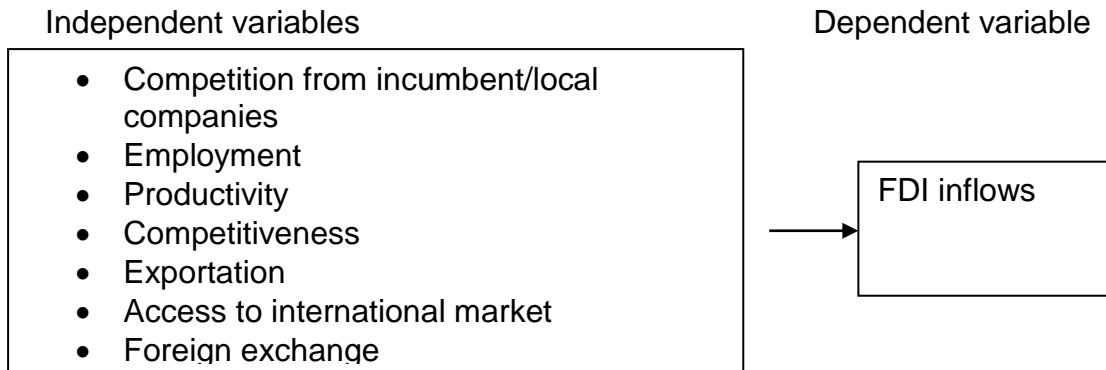 Independent variables
Dependent variable
• Competition from incumbent/local
companies
• Employment
• Productivity
• Competitiveness
• Exportation
• Access to international market
• Foreign exchange
FDI inflows